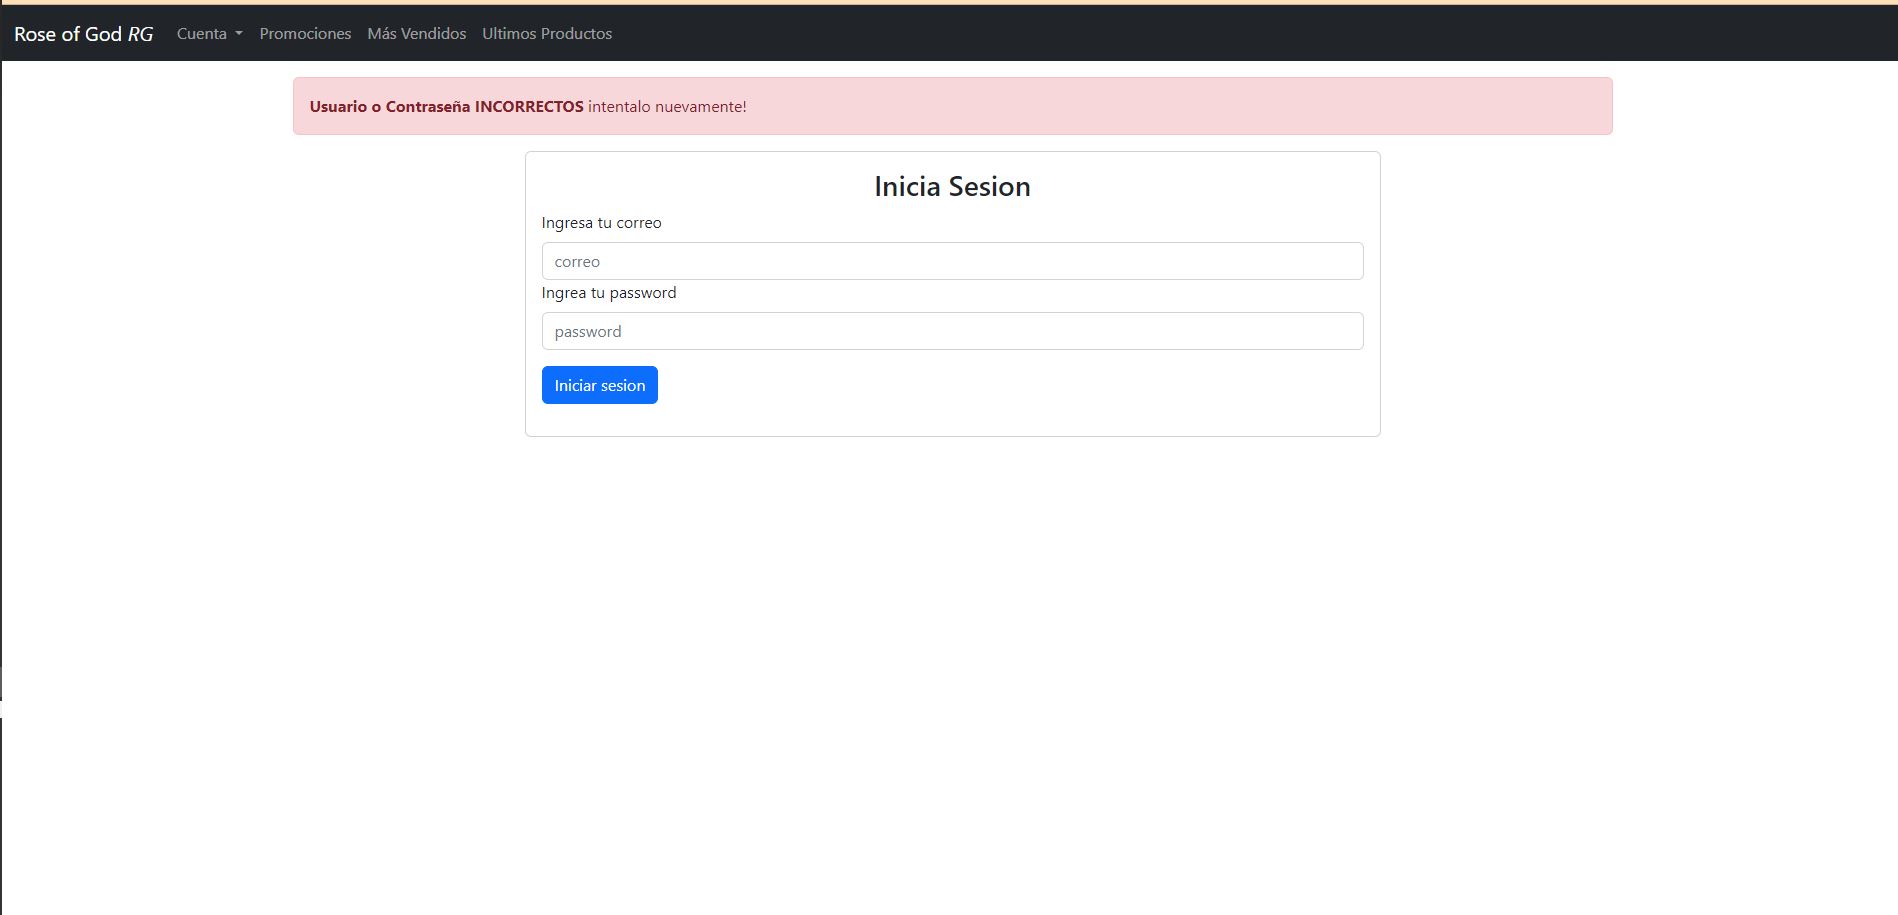 Rose of God RG Cuenta Promociones Más Vendidos Ultimos Productos
Usuario o Contraseña INCORRECTOS intentalo nuevamente!
Inicia Sesion
Ingresa tu correo
correo
Ingrea tu password
password
Iniciar sesion